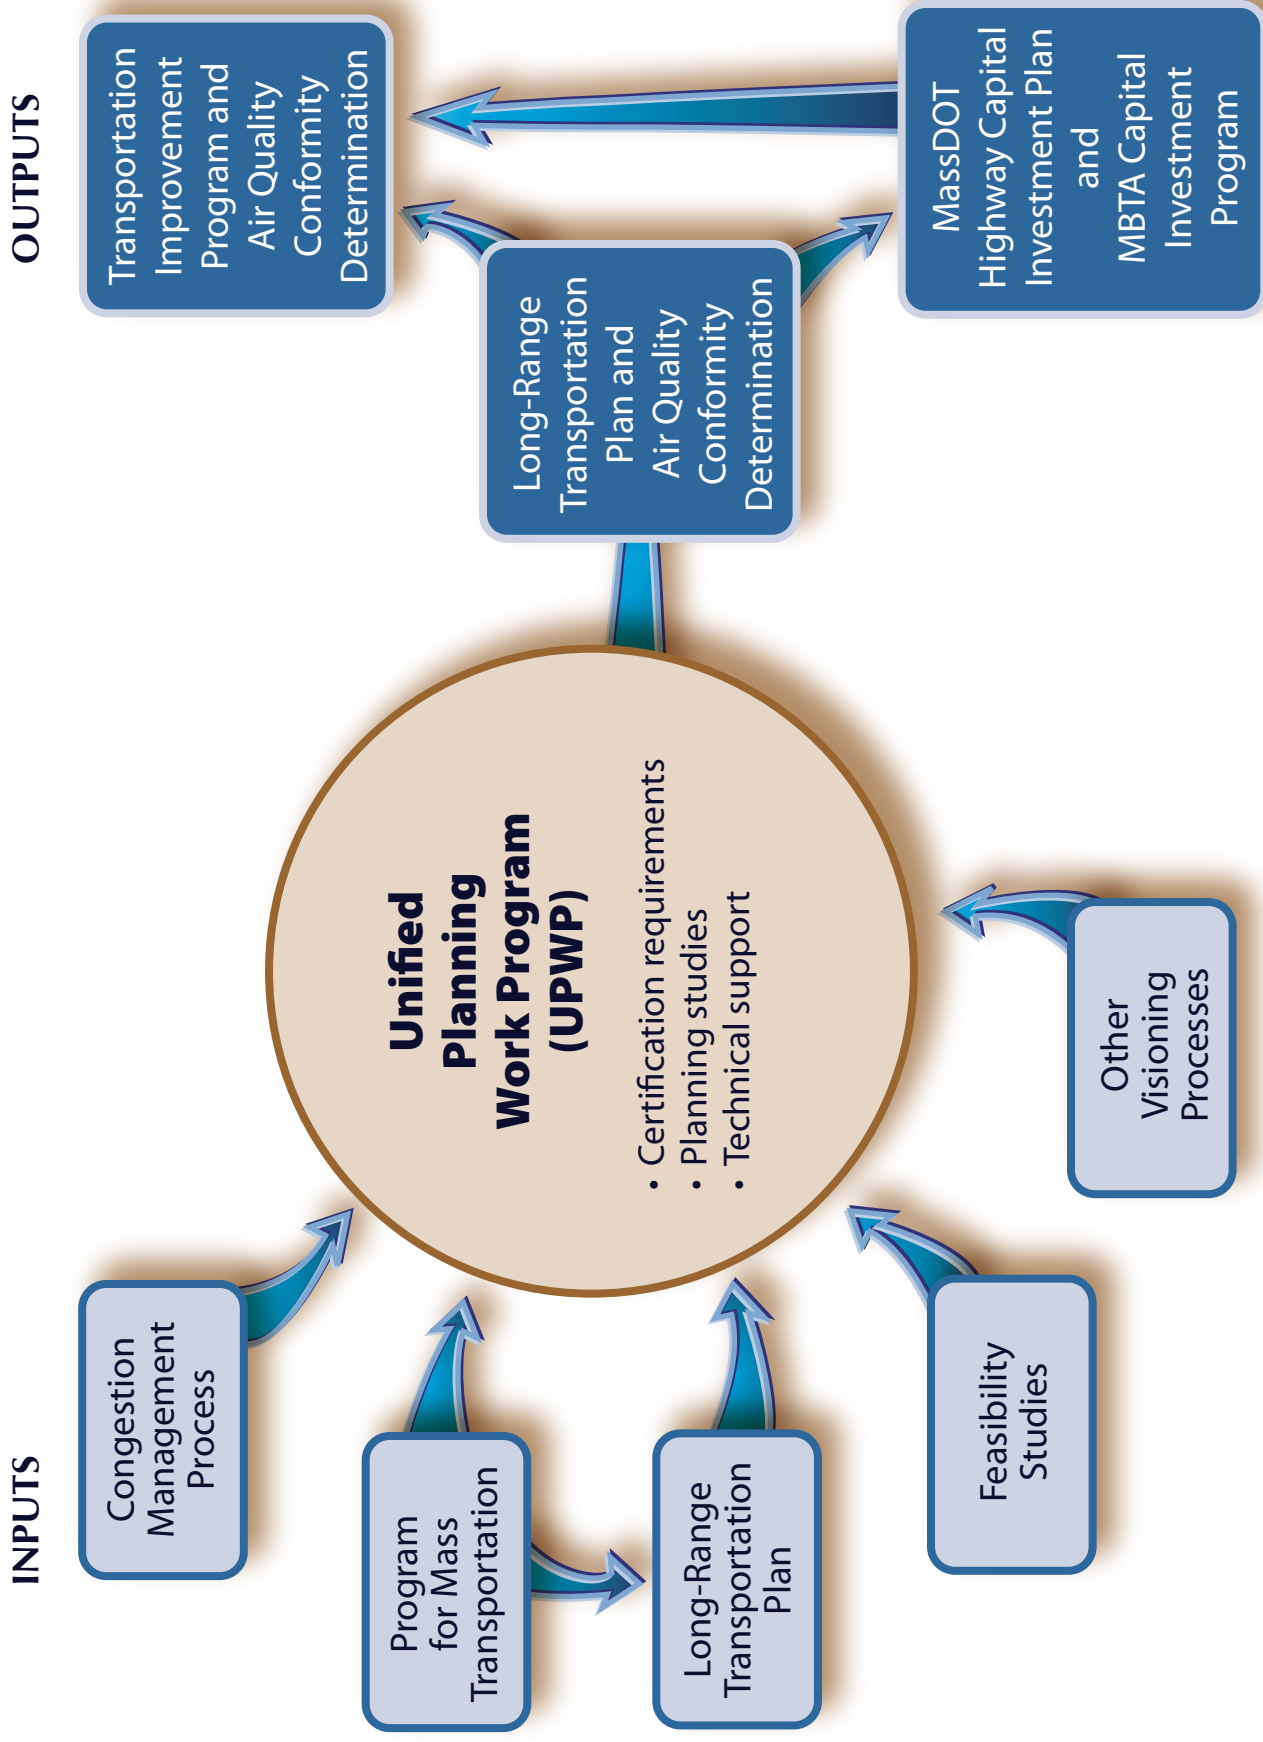 INPUTS
OUTPUTS
Congestion
Management
Process
Program
for Mass
Transportation
Long-Range
Transportation
Plan
Feasibility
Studies
Other
Visioning
Processes
Unified
Planning
Work Program
(UPWP)
• Certification requirements
• Planning studies
• Technical support
Long-Range
Transportation
Plan and
Air Quality
Conformity
Determination
Transportation
Improvement
Program and
Air Quality
Conformity
Determination
MassDOT
Highway Capital
Investment Plan
and
MBTA Capital
Investment
Program